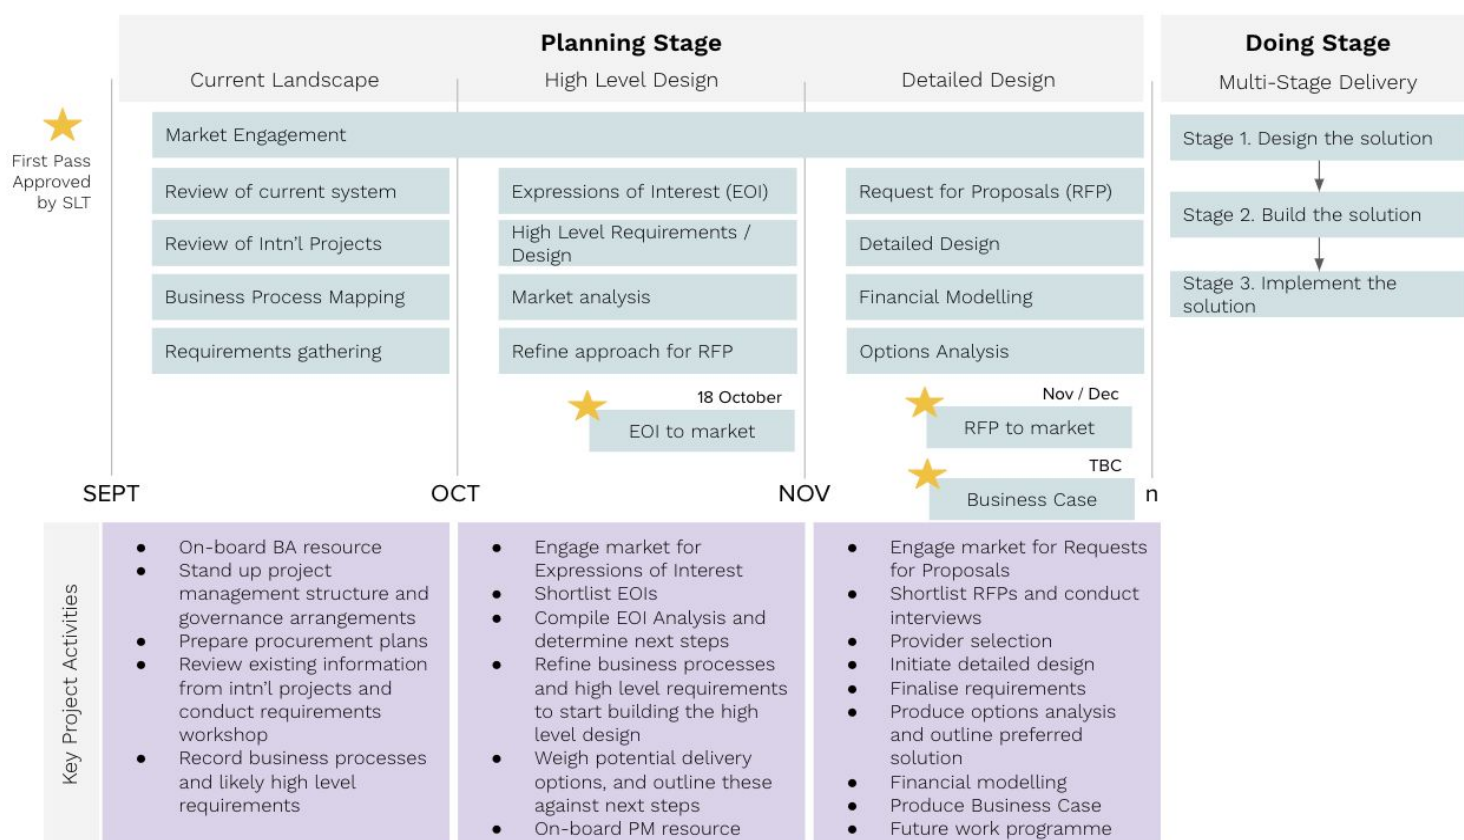 Planning Stage
Doing Stage
Current Landscape
High Level Design
Detailed Design
Multi-Stage Delivery
First Pass
Approved
by SLT
Market Engagement
Review of current system
Review of Intn'l Projects
Business Process Mapping
Requirements gathering
Expressions of Interest (EOI)
High Level Requirements /
Design
Market analysis
Refine approach for RFP
18 October
EOI to market
Request for Proposals (RFP)
Detailed Design
Financial Modelling
Options Analysis
Nov / Dec
RFP to market
TBC
Business Case
Stage 1. Design the solution
Stage 2. Build the solution
Stage 3. Implement the
solution
SEPT
OCT
NOV
n
Key Project Activities
● On-board BA resource
● Stand up project
management structure and
governance arrangements
● Prepare procurement plans
● Review existing information
from intn'l projects and
conduct requirements
workshop
● Record business processes
and likely high level
requirements
● Engage market for
Expressions of Interest
● Shortlist EOIs
● Compile EOI Analysis and
determine next steps
● Refine business processes
and high level requirements
to start building the high
level design
● Weigh potential delivery
options, and outline these
against next steps
● On-board PM resource
● Engage market for Requests
for Proposals
● Shortlist RFPs and conduct
interviews
● Provider selection
● Initiate detailed design
● Finalise requirements
● Produce options analysis
and outline preferred
solution
● Financial modelling
● Produce Business Case
● Future work programme